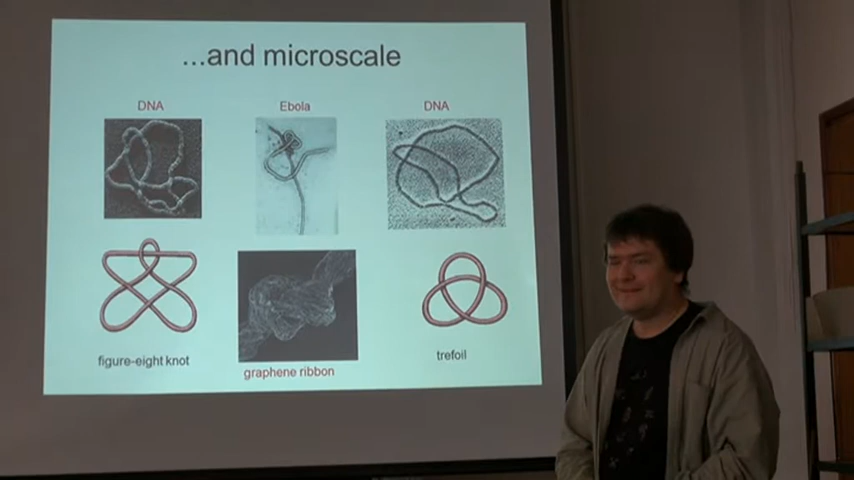 ...and microscale
DNA
Ebola
DNA
figure-eight knot
graphene ribbon
trefoil